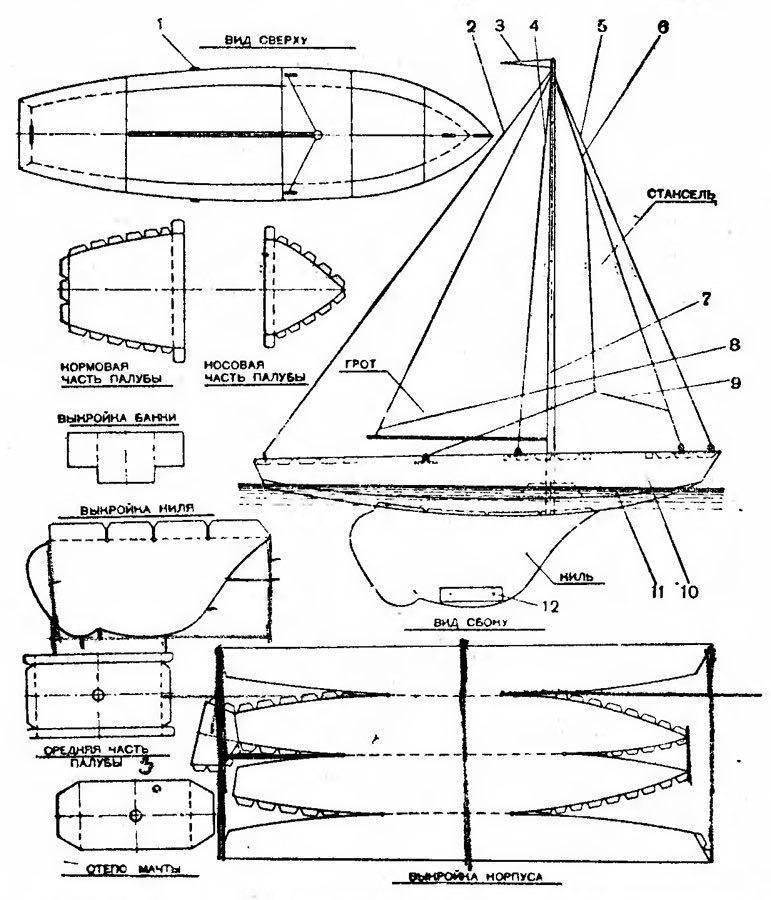 1
ВИД СВЕРХУ
2
3
4
5
6
СТАНСЕЛЬ
7
8
9
ГРОТ
КОРМОВАЯ
ЧАСТЬ ПАЛУБЫ
НОСОВАЯ
ЧАСТЬ ПАЛУБЫ
ВЫКРОЙКА БАНКИ
ВЫКРОЙКА КИЛЯ
КИЛЬ
12
11
10
ВИД СБОКУ
СРЕДНЯЯ ЧАСТЬ
ПАЛУБЫ
СТЕПС МАЧТЫ
ВЫКРОЙКА КОРПУСА